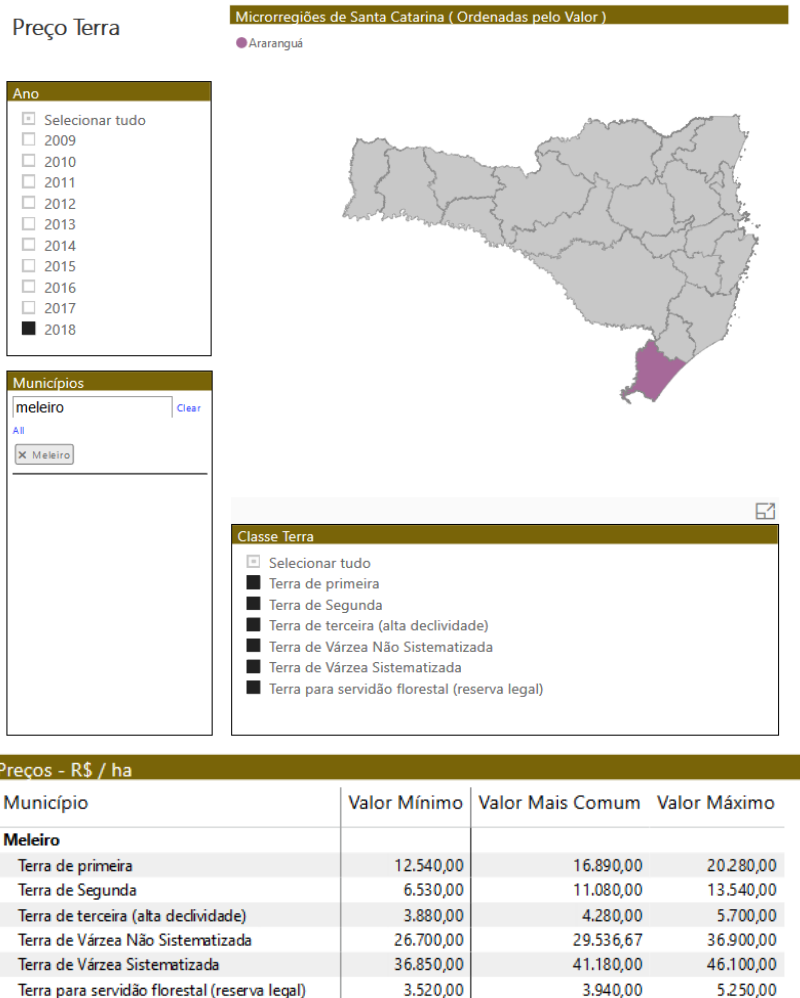 Preço Terra
Microrregiões de Santa Catarina ( Ordenadas pelo Valor )
Araranguá
Ano
Selecionar tudo
2009
2010
2011
2012
2013
2014
2015
2016
2017
2018
Municípios
meleiro
Clear
All
× Meleiro
Classe Terra
Selecionar tudo
Terra de primeira
Terra de Segunda
Terra de terceira (alta declividade)
Terra de Várzea Não Sistematizada
Terra de Várzea Sistematizada
Terra para servidão florestal (reserva legal)
Preços - R$ / ha
Município Valor Mínimo Valor Mais Comum Valor Máximo
Meleiro
Terra de primeira 12.540,00 16.890,00 20.280,00
Terra de Segunda 6.530,00 11.080,00 13.540,00
Terra de terceira (alta declividade) 3.880,00 4.280,00 5.700,00
Terra de Várzea Não Sistematizada 26.700,00 29.536,67 36.900,00
Terra de Várzea Sistematizada 36.850,00 41.180,00 46.100,00
Terra para servidão florestal (reserva legal) 3.520,00 3.940,00 5.250,00